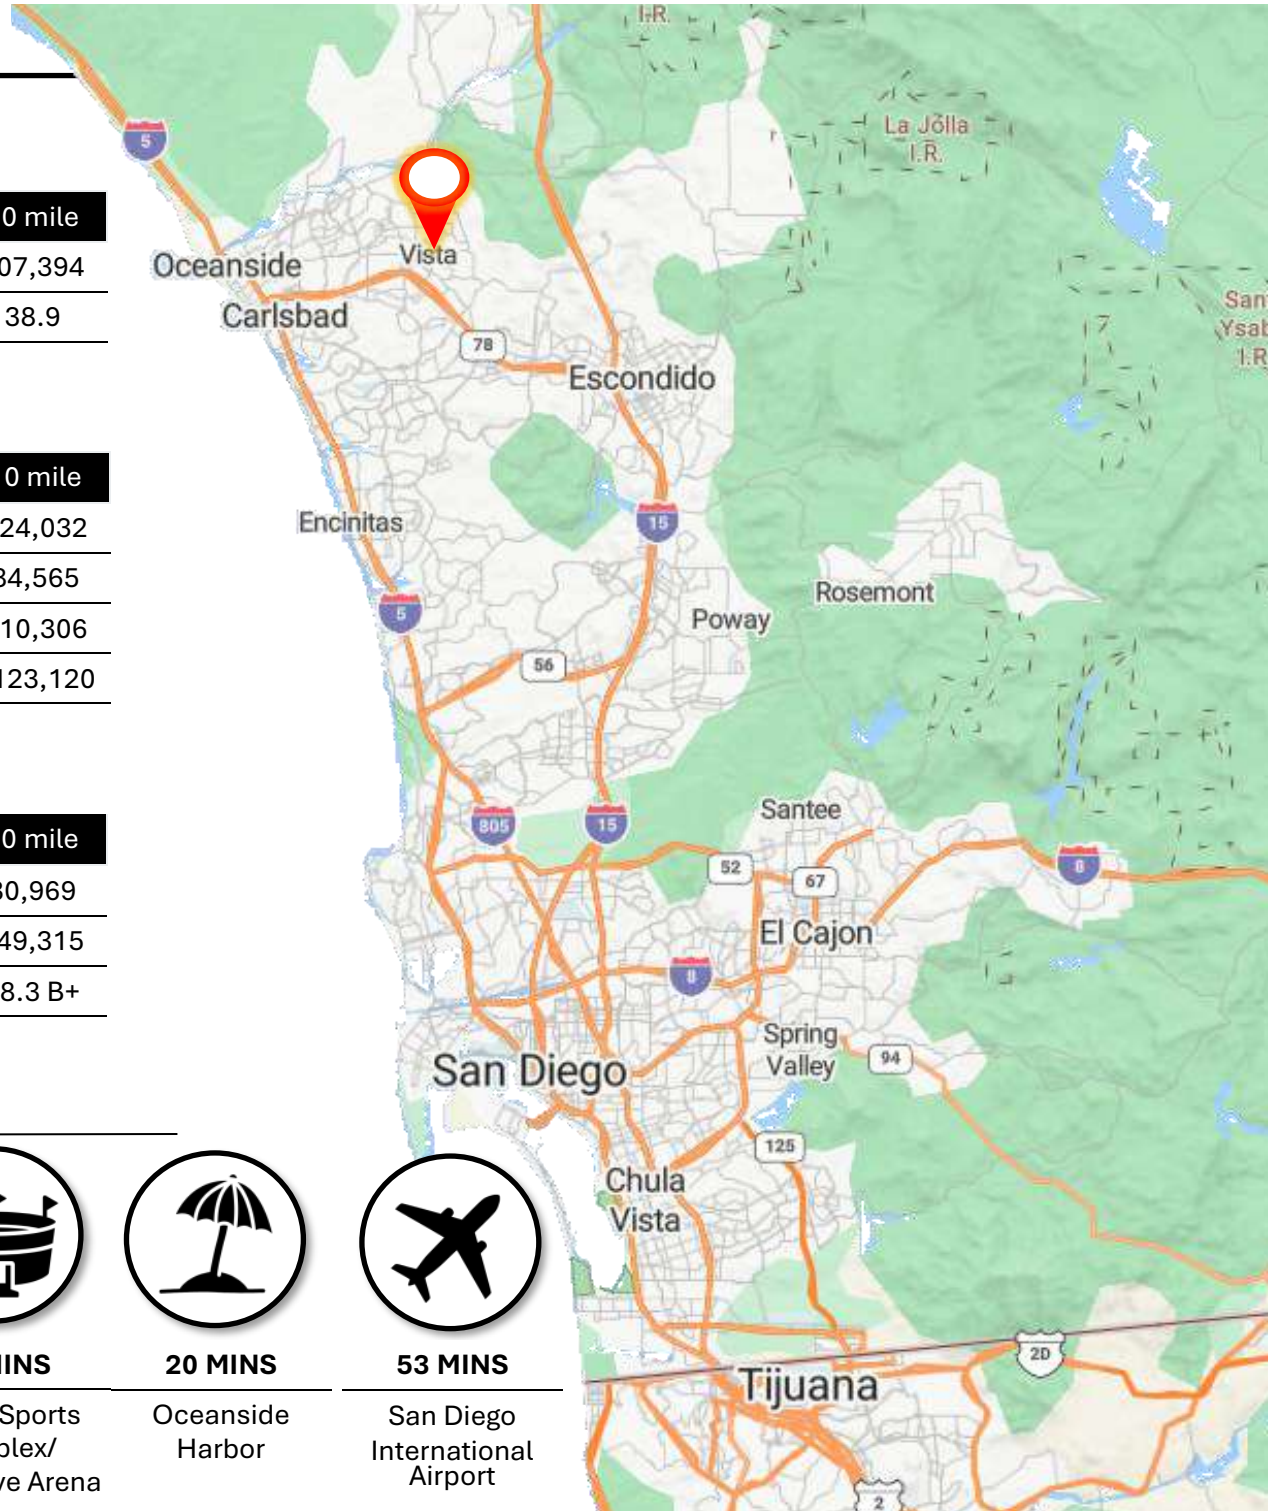 I.R.
La Jolla
I.R.
5
0 mile
07,394
38.9
Oceanside
Vista
Carlsbad
78
Escondido
San
Ysab
I.R
0 mile
24,032
34,565
10,306
123,120
Encinitas
15
Rosemont
5
Poway
56
0 mile
30,969
49,315
8.3 B+
Santee
805
15
52
67
8
El Cajon
8
Spring
Valley
94
San Diego
125
Chula
Vista
MINS
Sports
plex/
ve Arena
20 MINS
Oceanside
Harbor
53 MINS
San Diego
International
Airport
2D
Tijuana
2